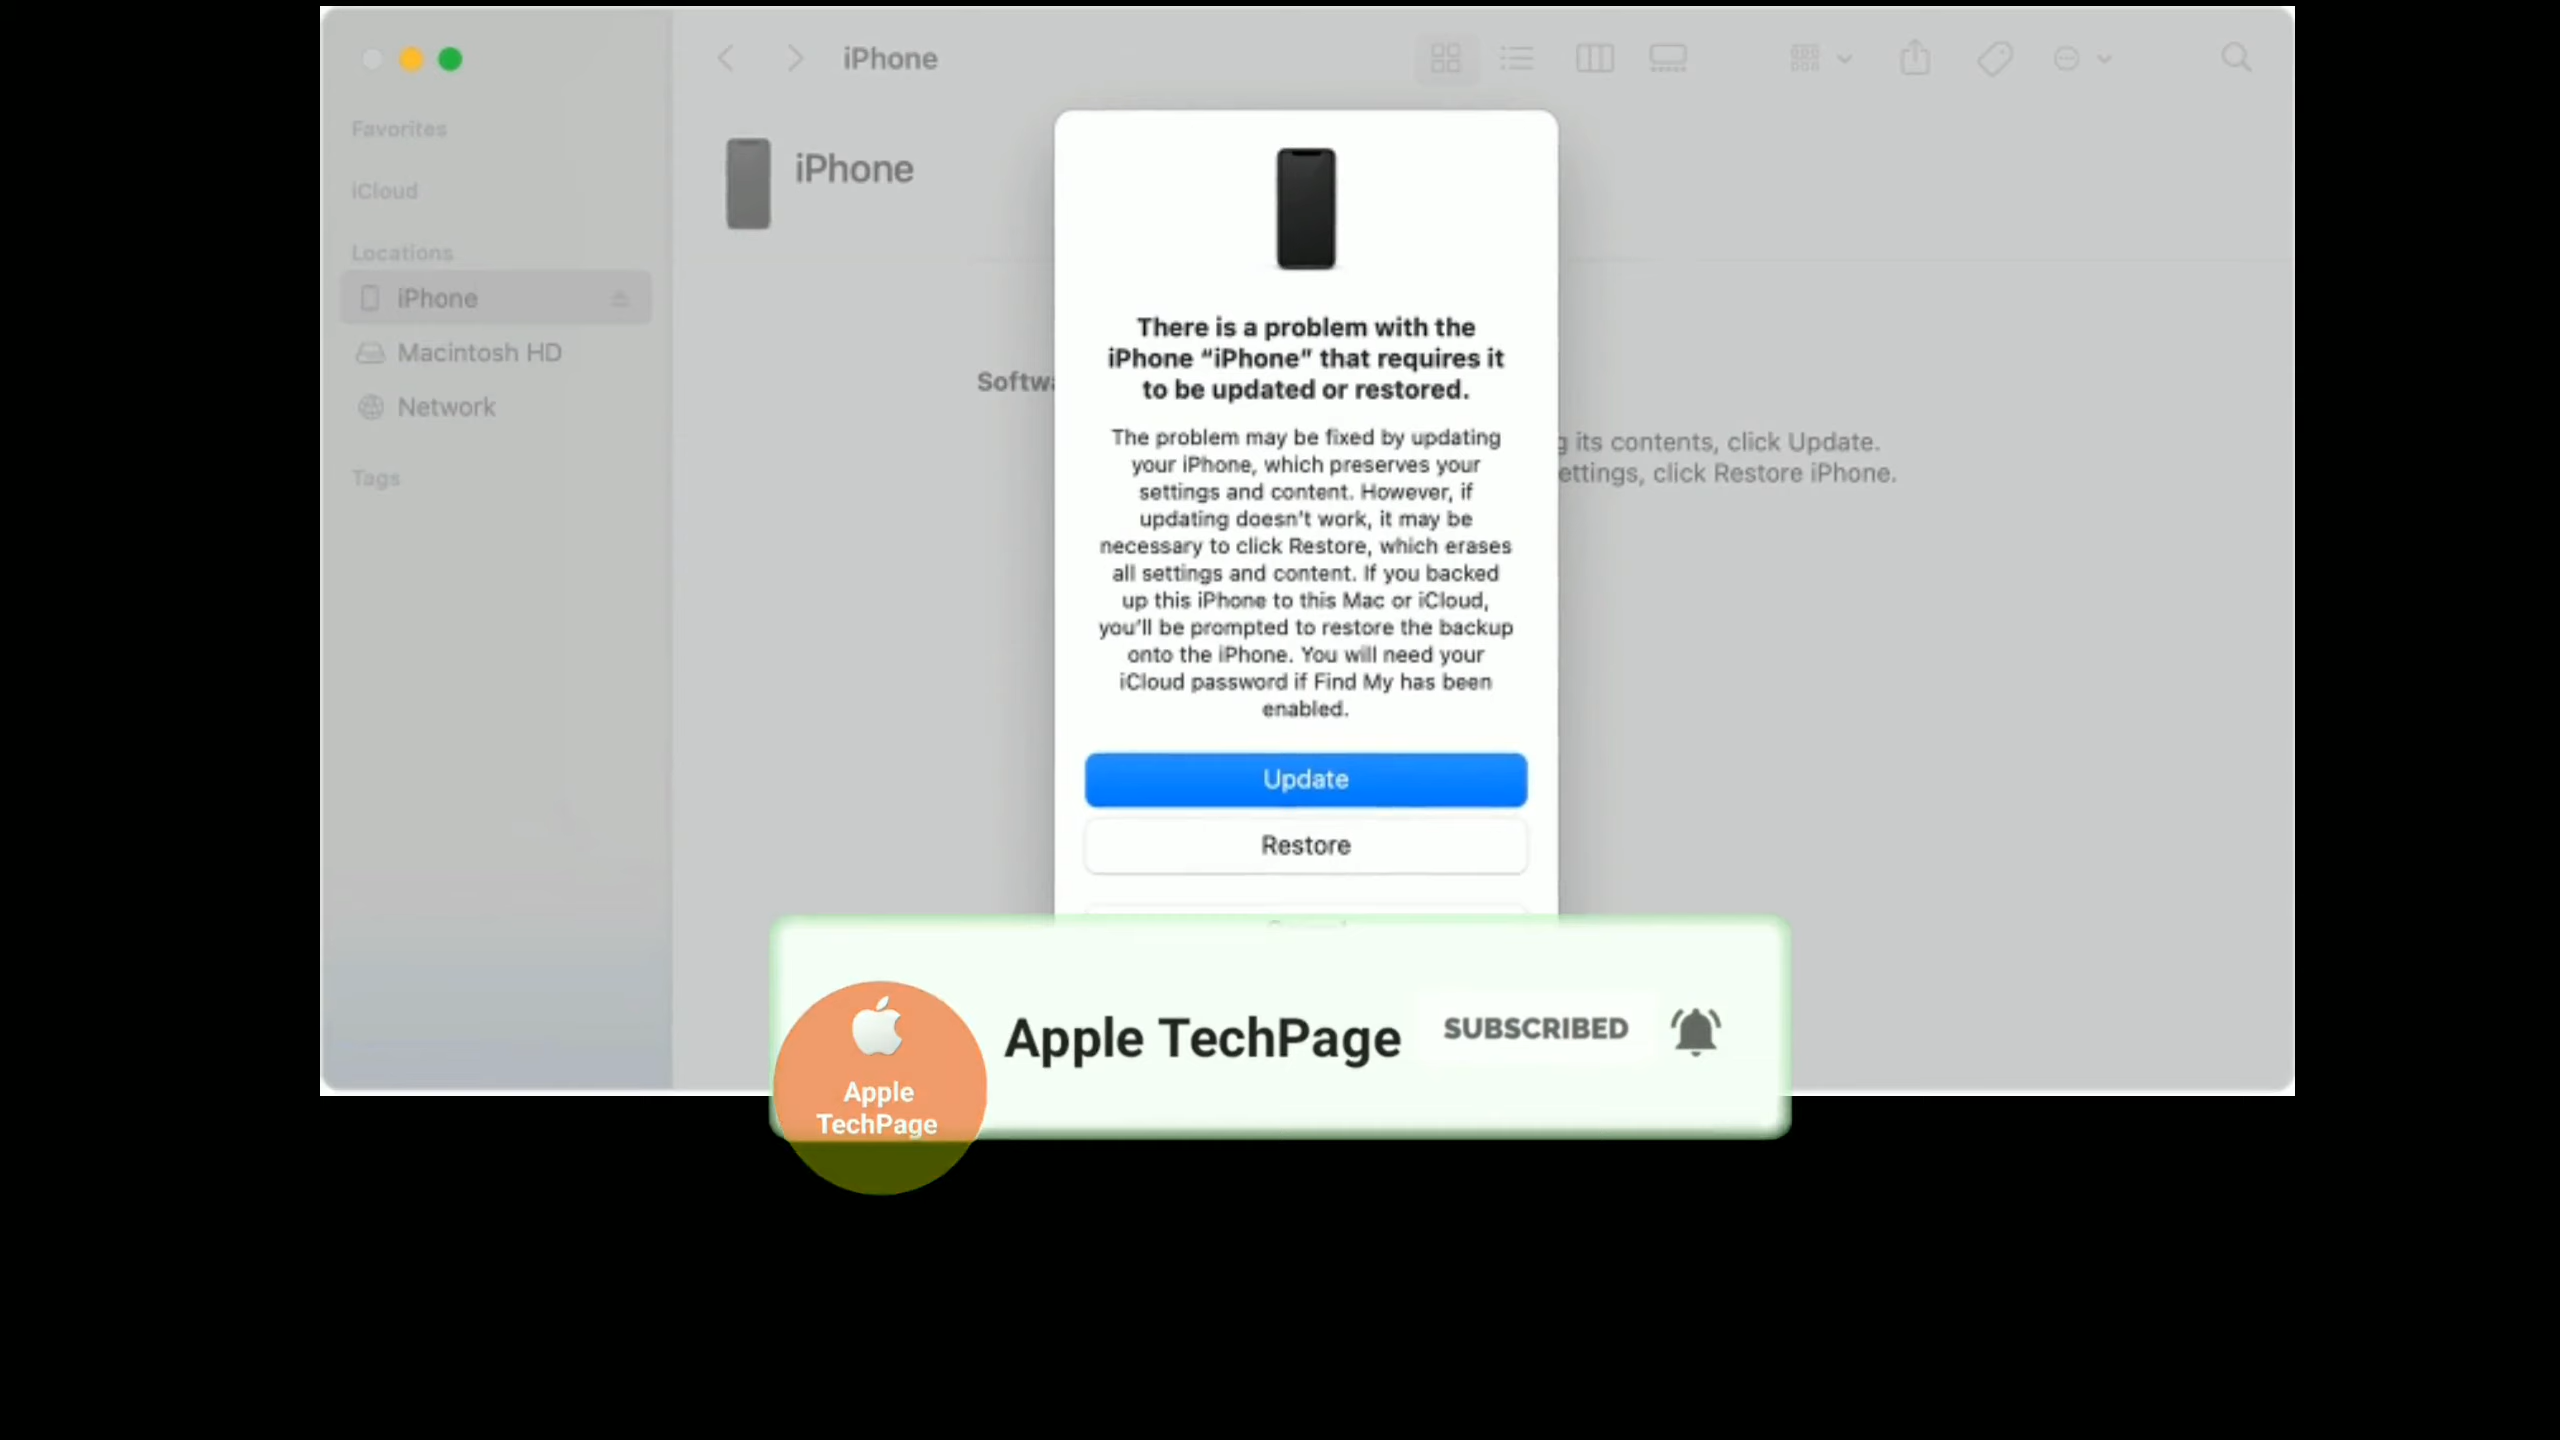 iPhone
Favorites
iCloud
Locations
iPhone
Macintosh HD
Network
Tags
iPhone
Softwa
g its contents, click Update.
ettings, click Restore iPhone.
There is a problem with the
iPhone “iPhone” that requires it
to be updated or restored.
The problem may be fixed by updating
your iPhone, which preserves your
settings and content. However, if
updating doesn’t work, it may be
necessary to click Restore, which erases
all settings and content. If you backed
up this iPhone to this Mac or iCloud,
you’ll be prompted to restore the backup
onto the iPhone. You will need your
iCloud password if Find My has been
enabled.
Update
Restore
Apple
TechPage
Apple TechPage
SUBSCRIBED